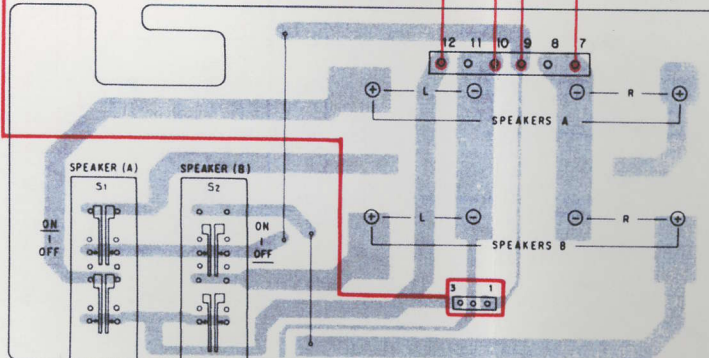 12 11 10 9 8 7
L R
SPEAKERS A
SPEAKER (A) SPEAKER (B)
S1 S2
L R
ON
OFF
ON
OFF
SPEAKERS B
3 1